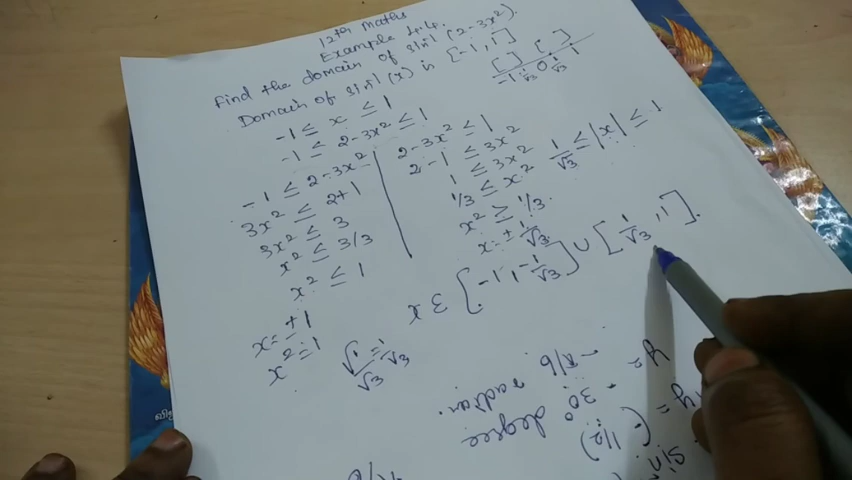 12th Maths
Example 4.4.
Find the domain of sin⁻¹(2-3x²).
Domain of sin⁻¹(x) is [-1, 1]
[ ] [ ]
-1 -1/√3 0 1/√3 1
-1 ≤ x ≤ 1
-1 ≤ 2-3x² ≤ 1
-1 ≤ 2-3x²
3x² ≤ 2+1
3x² ≤ 3
x² ≤ 3/3
x² ≤ 1
x = ±1
x² = 1
2-3x² ≤ 1
2-1 ≤ 3x²
1 ≤ 3x²
1/3 ≤ x²
x² ≥ 1/3.
x = ± 1/√3
1/√3 ≤ |x| ≤ 1
x ε [-1, -1/√3] ∪ [1/√3, 1].
√1/√3 = 1/√3
y = -π/6
radian.
30° degree
(-1/2)
sin